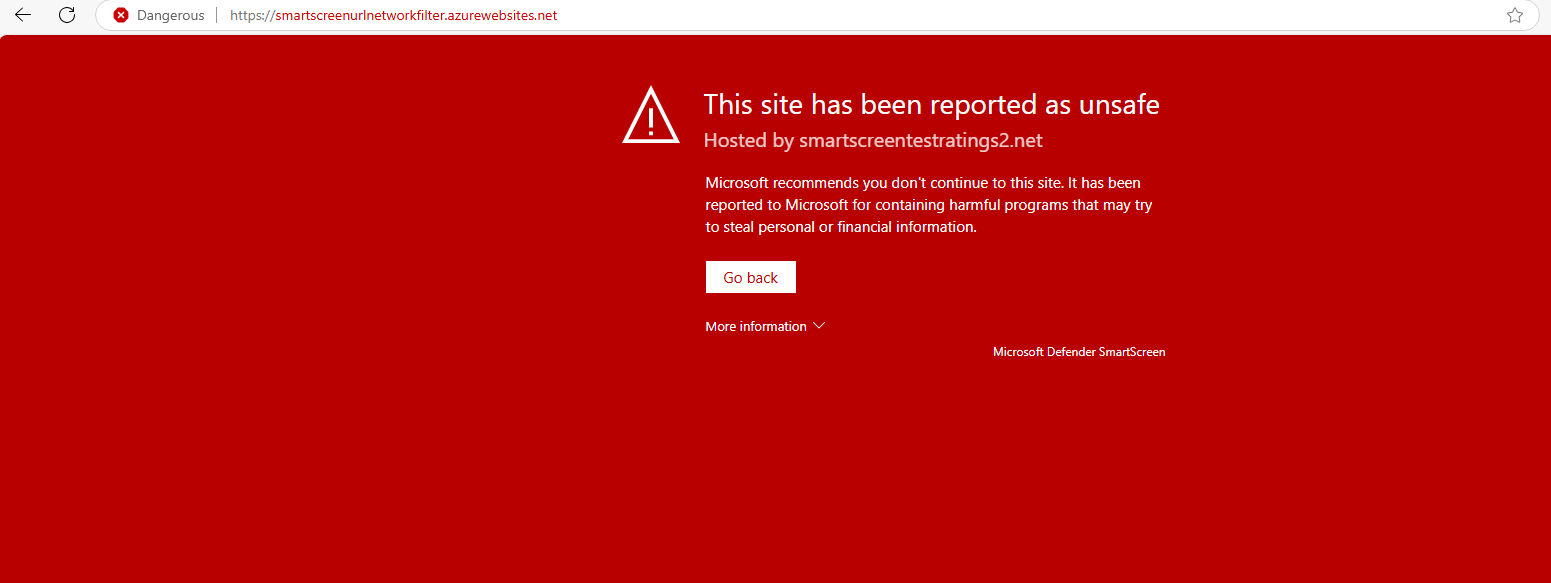 Dangerous https://smartscreenurlnetworkfilter.azurewebsites.net
This site has been reported as unsafe
Hosted by smartscreentestratings2.net
Microsoft recommends you don't continue to this site. It has been
reported to Microsoft for containing harmful programs that may try
to steal personal or financial information.
Go back
More information
Microsoft Defender SmartScreen